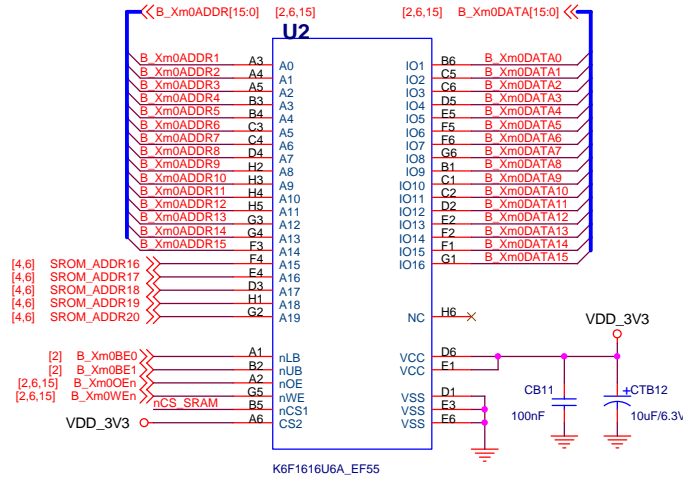 B_Xm0ADDR[15:0] [2,6,15] [2,6,15] B_Xm0DATA[15:0]
U2
B_Xm0ADDR1 A3 A0 IO1 B6 B_Xm0DATA0
B_Xm0ADDR2 A4 A1 IO2 C5 B_Xm0DATA1
B_Xm0ADDR3 A5 A2 IO3 C6 B_Xm0DATA2
B_Xm0ADDR4 B3 A3 IO4 D5 B_Xm0DATA3
B_Xm0ADDR5 B4 A4 IO5 E5 B_Xm0DATA4
B_Xm0ADDR6 C3 A5 IO6 F5 B_Xm0DATA5
B_Xm0ADDR7 C4 A6 IO7 F6 B_Xm0DATA6
B_Xm0ADDR8 D4 A7 IO8 G6 B_Xm0DATA7
B_Xm0ADDR9 H2 A8 IO9 B1 B_Xm0DATA8
B_Xm0ADDR10 H3 A9 IO10 C1 B_Xm0DATA9
B_Xm0ADDR11 H4 A10 IO11 C2 B_Xm0DATA10
B_Xm0ADDR12 H5 A11 IO12 D2 B_Xm0DATA11
B_Xm0ADDR13 G3 A12 IO13 E2 B_Xm0DATA12
B_Xm0ADDR14 G4 A13 IO14 F2 B_Xm0DATA13
B_Xm0ADDR15 F3 A14 IO15 F1 B_Xm0DATA14
[4,6] SROM_ADDR16 F4 A15 IO16 G1 B_Xm0DATA15
[4,6] SROM_ADDR17 E4 A16
[4,6] SROM_ADDR18 D3 A17
[4,6] SROM_ADDR19 H1 A18
[4,6] SROM_ADDR20 G2 A19 NC H6
VDD_3V3
[2] B_Xm0BE0 A1 nLB VCC D6
[2] B_Xm0BE1 B2 nUB VCC E1
[2,6,15] B_Xm0OEn A2 nOE
[2,6,15] B_Xm0WEn G5 nWE VSS D1 CB11 +CTB12
nCS_SRAM B5 nCS1 VSS E3
VDD_3V3 A6 CS2 VSS E6 100nF 10uF/6.3V
K6F1616U6A_EF55